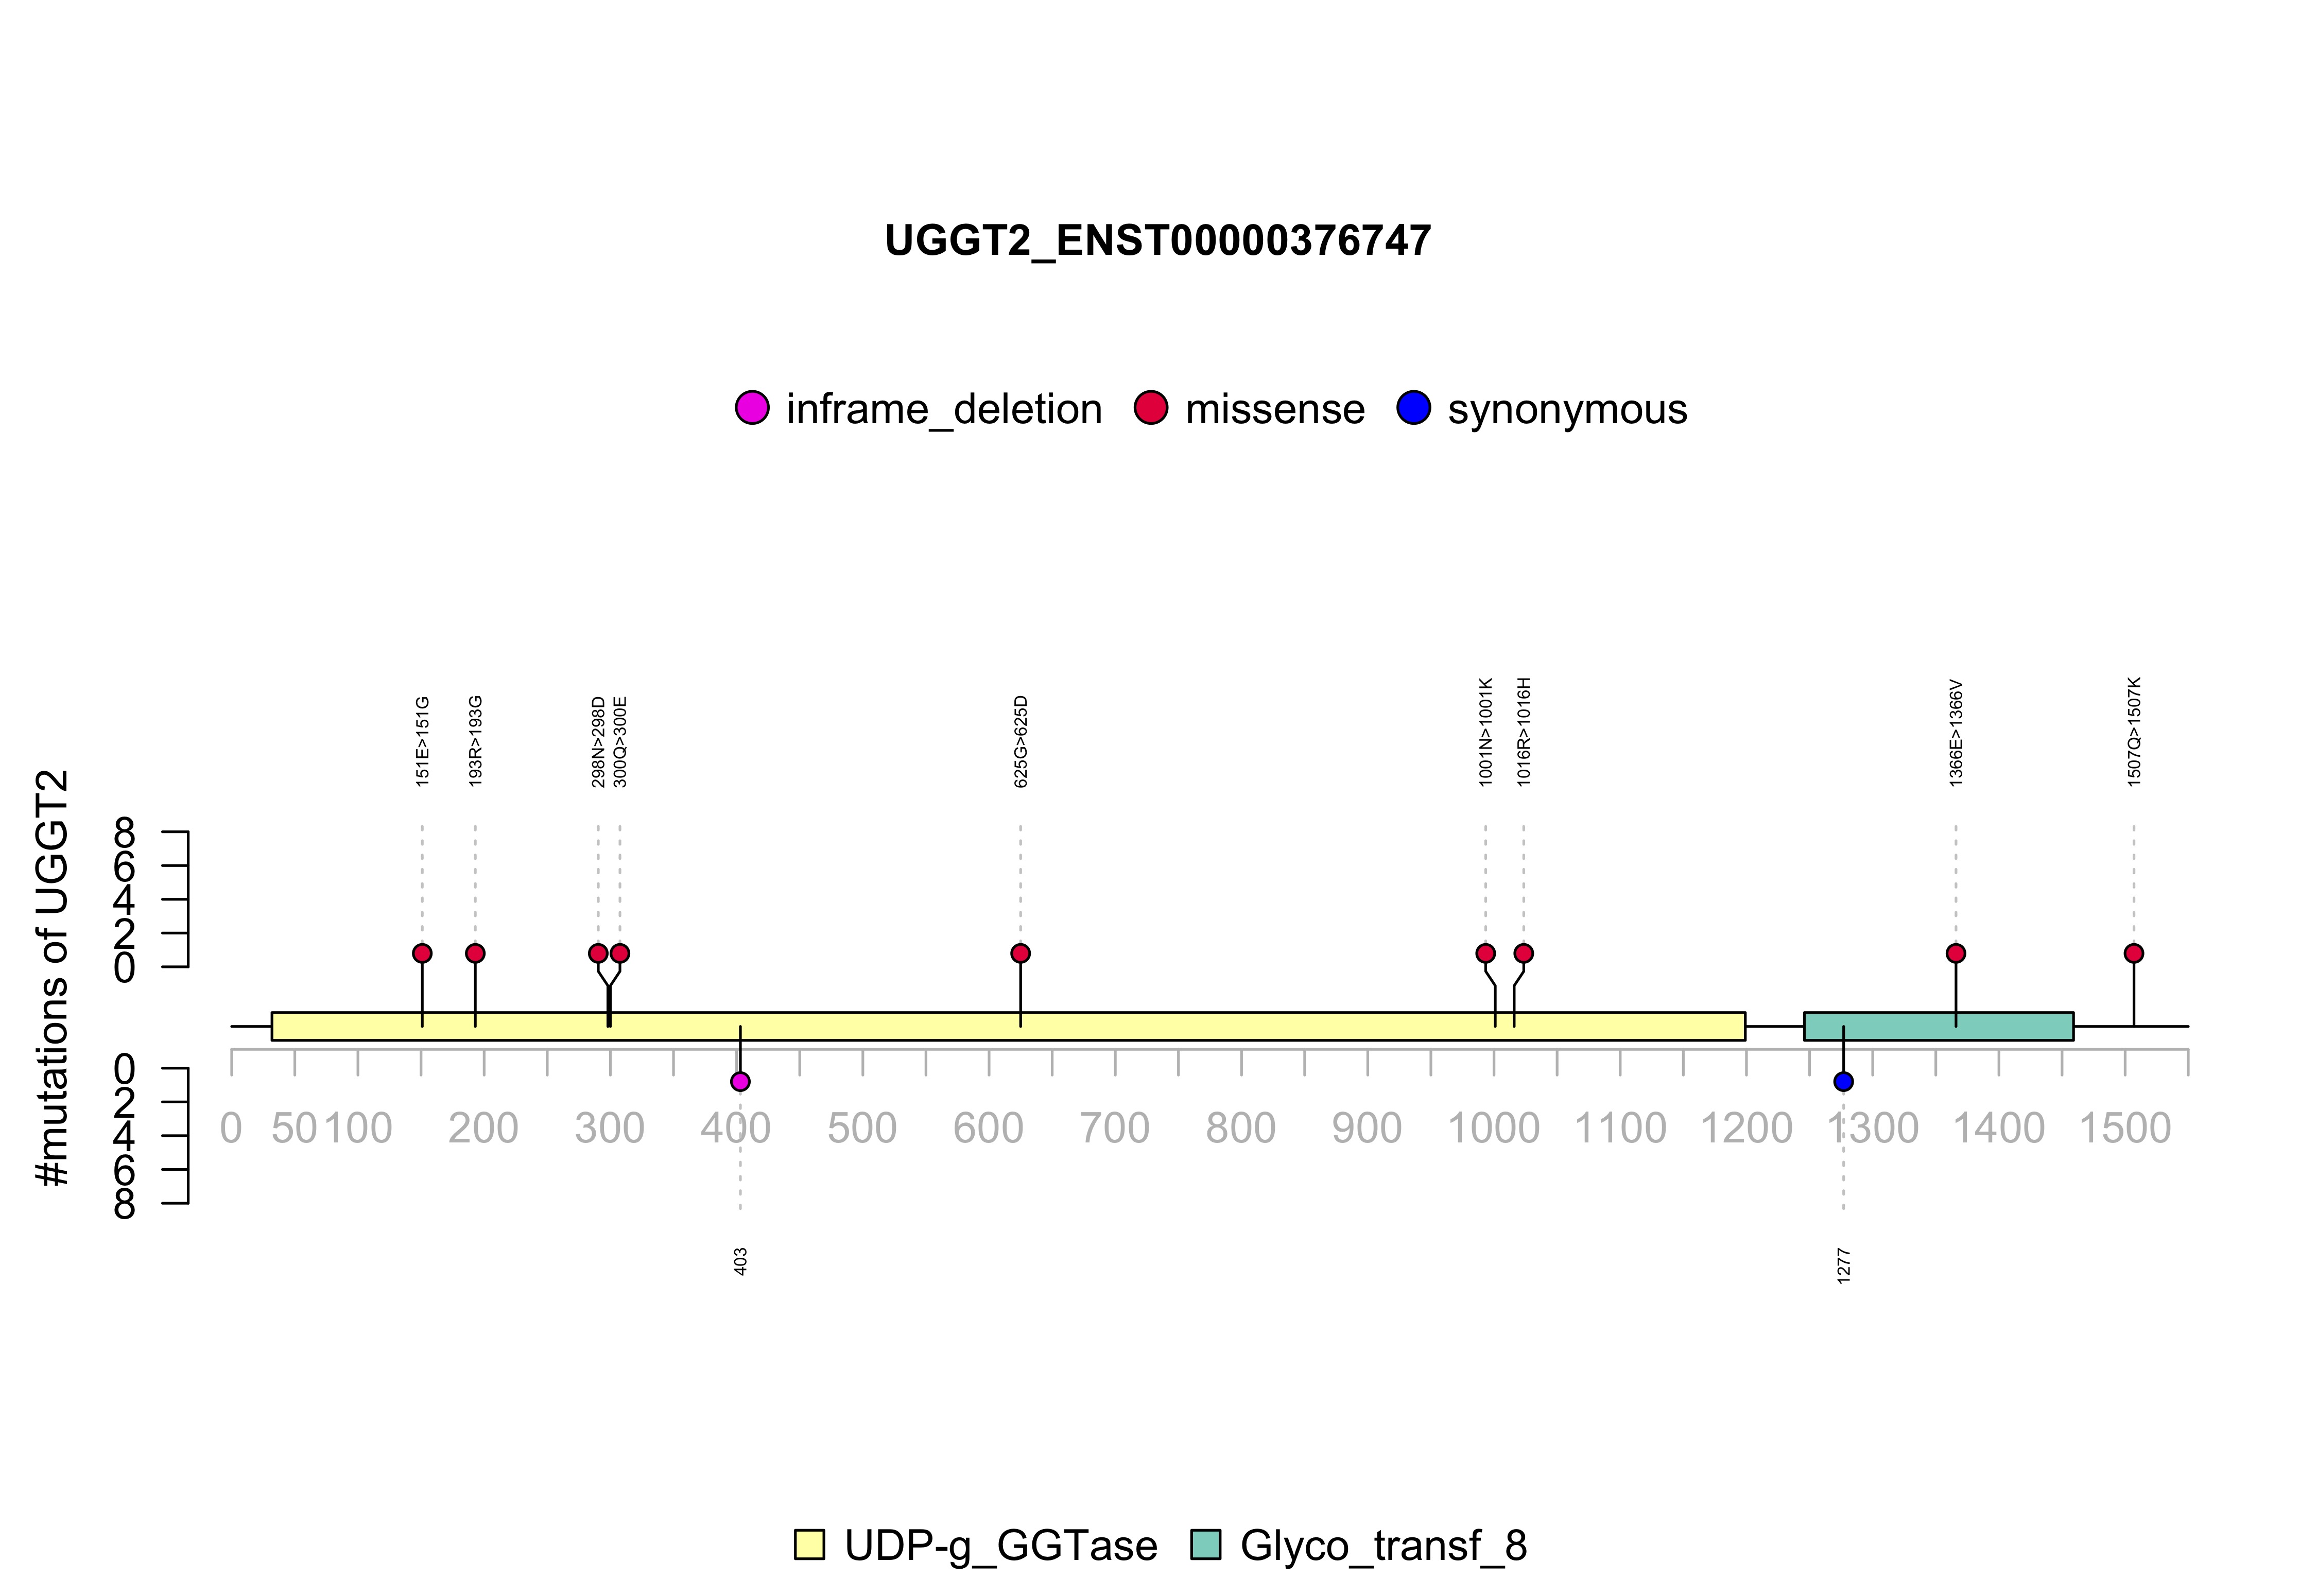 UGGT2_ENST00000376747
inframe_deletion missense synonymous
151E>151G
193R>193G
298N>298D
300Q>300E
625G>625D
1001N>1001K
1016R>1016H
1366E>1366V
1507Q>1507K
#mutations of UGGT2
8
6
4
2
0
0
2
4
6
8
0 50 100 200 300 400 500 600 700 800 900 1000 1100 1200 1300 1400 1500
403
1277
UDP-g_GGTase Glyco_transf_8